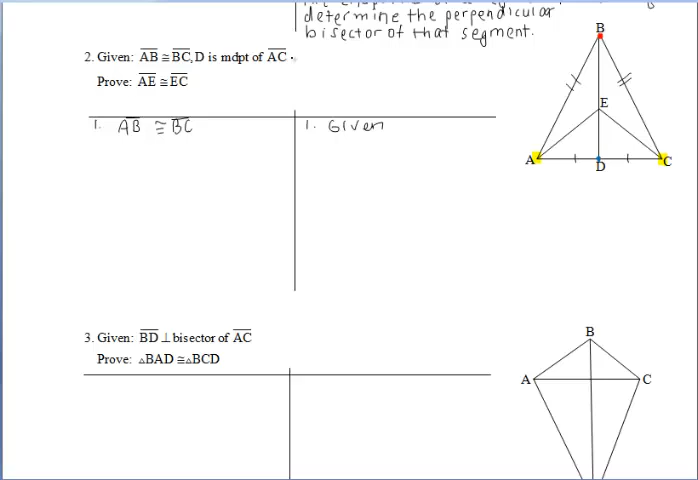 determine the perpendicular
bisector of that segment.
2. Given: AB ≅ BC, D is mdpt of AC.
Prove: AE ≅ EC
1. AB ≅ BC
1. Given
B
E
A
D
C
3. Given: BD ⊥ bisector of AC
Prove: △BAD ≅ △BCD
B
A
C